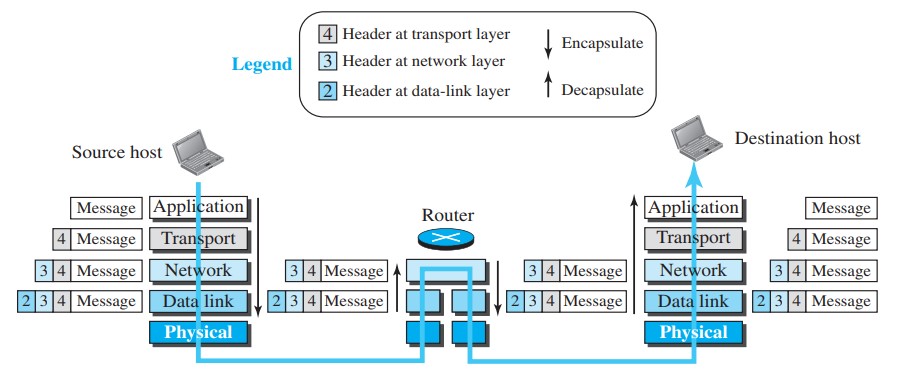 Legend
4 Header at transport layer
3 Header at network layer
2 Header at data-link layer
Encapsulate
Decapsulate
Source host
Destination host
Router
Message Application
4 Message Transport
3 4 Message Network
2 3 4 Message Data link
Physical
3 4 Message
2 3 4 Message
3 4 Message
2 3 4 Message
Application Message
Transport 4 Message
Network 3 4 Message
Data link 2 3 4 Message
Physical